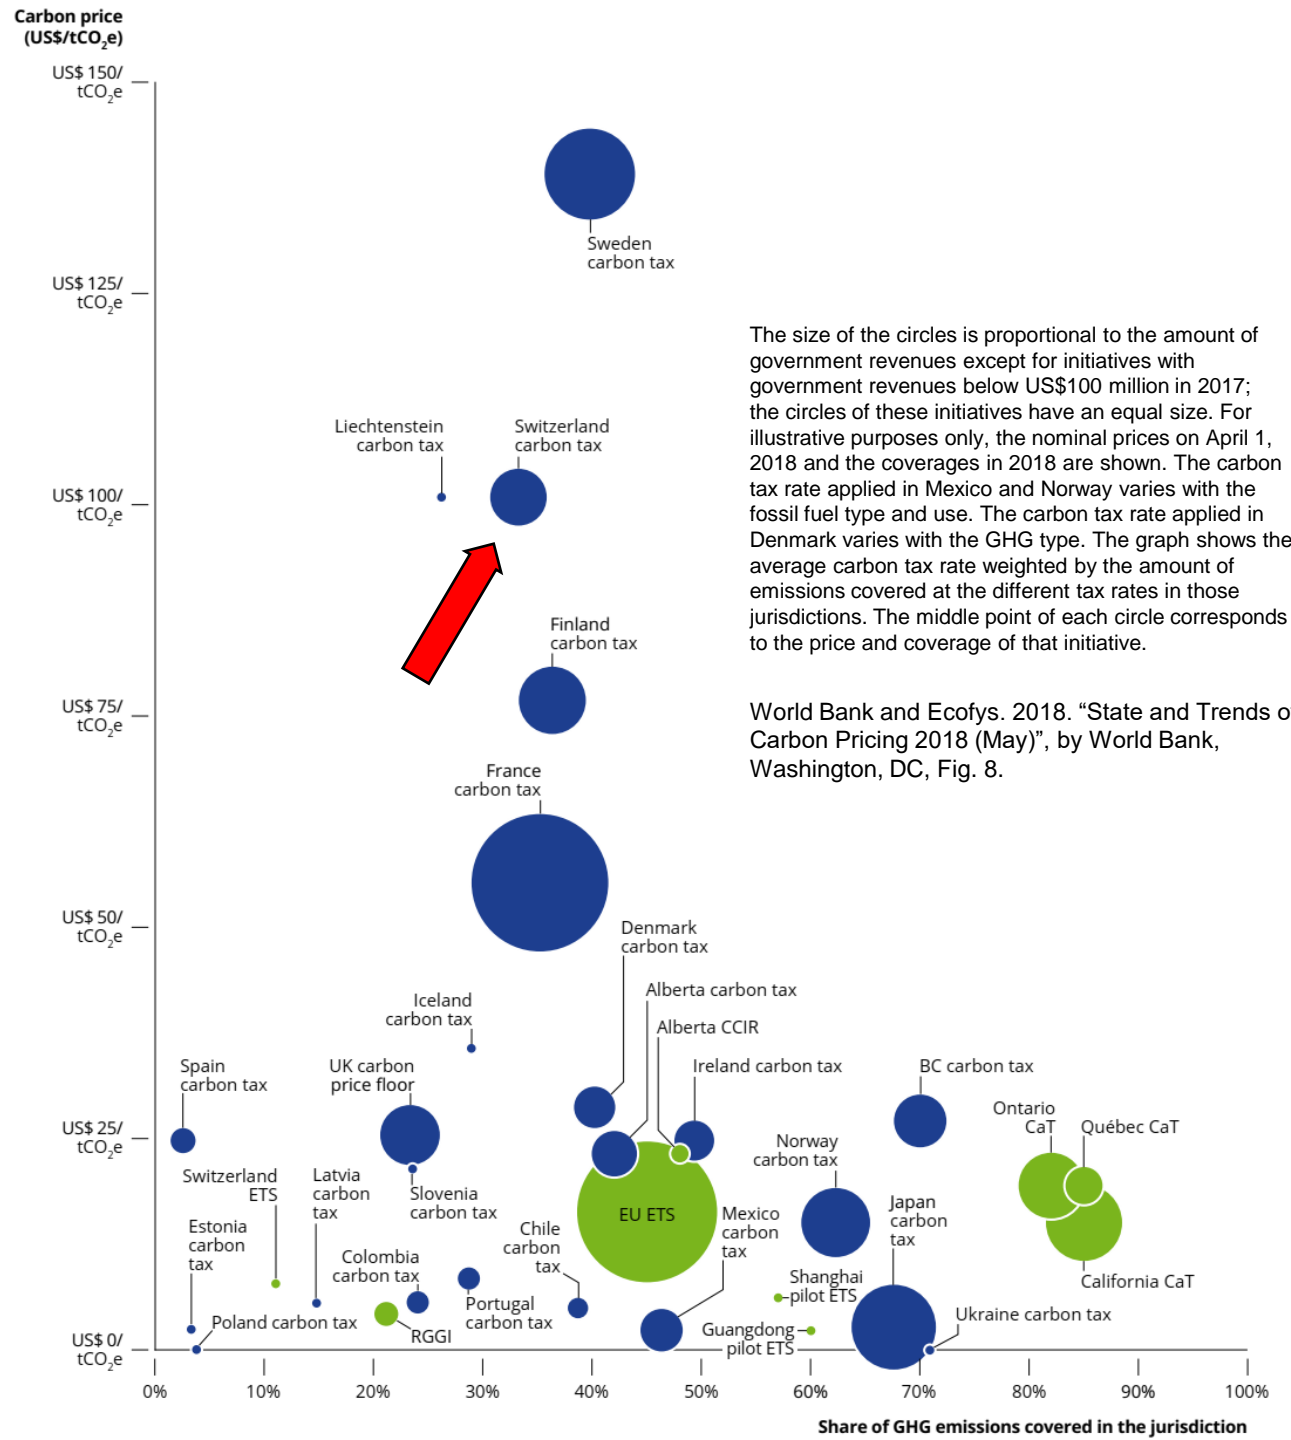 Carbon price
(US$/tCO2e)
US$ 150/
tCO2e
US$ 125/
tCO2e
US$ 100/
tCO2e
US$ 75/
tCO2e
US$ 50/
tCO2e
US$ 25/
tCO2e
US$ 0/
tCO2e
Sweden
carbon tax
The size of the circles is proportional to the amount of
government revenues except for initiatives with
government revenues below US$100 million in 2017;
the circles of these initiatives have an equal size. For
illustrative purposes only, the nominal prices on April 1,
2018 and the coverages in 2018 are shown. The carbon
tax rate applied in Mexico and Norway varies with the
fossil fuel type and use. The carbon tax rate applied in
Denmark varies with the GHG type. The graph shows the
average carbon tax rate weighted by the amount of
emissions covered at the different tax rates in those
jurisdictions. The middle point of each circle corresponds
to the price and coverage of that initiative.
World Bank and Ecofys. 2018. “State and Trends o
Carbon Pricing 2018 (May)”, by World Bank,
Washington, DC, Fig. 8.
Liechtenstein
carbon tax
Switzerland
carbon tax
Finland
carbon tax
France
carbon tax
Denmark
carbon tax
Alberta carbon tax
Iceland
carbon tax
Alberta CCIR
Spain
carbon tax
UK carbon
price floor
Ireland carbon tax
BC carbon tax
Ontario
CaT
Québec CaT
Norway
carbon tax
Switzerland
ETS
Latvia
carbon
tax
Slovenia
carbon tax
EU ETS
Mexico
carbon
tax
Japan
carbon
tax
Estonia
carbon
tax
Chile
carbon
tax
Colombia
carbon tax
Shanghai
pilot ETS
California CaT
Poland carbon tax
RGGI
Portugal
carbon tax
Guangdong
pilot ETS
Ukraine carbon tax
0%
10%
20%
30%
40%
50%
60%
70%
80%
90%
100%
Share of GHG emissions covered in the jurisdiction